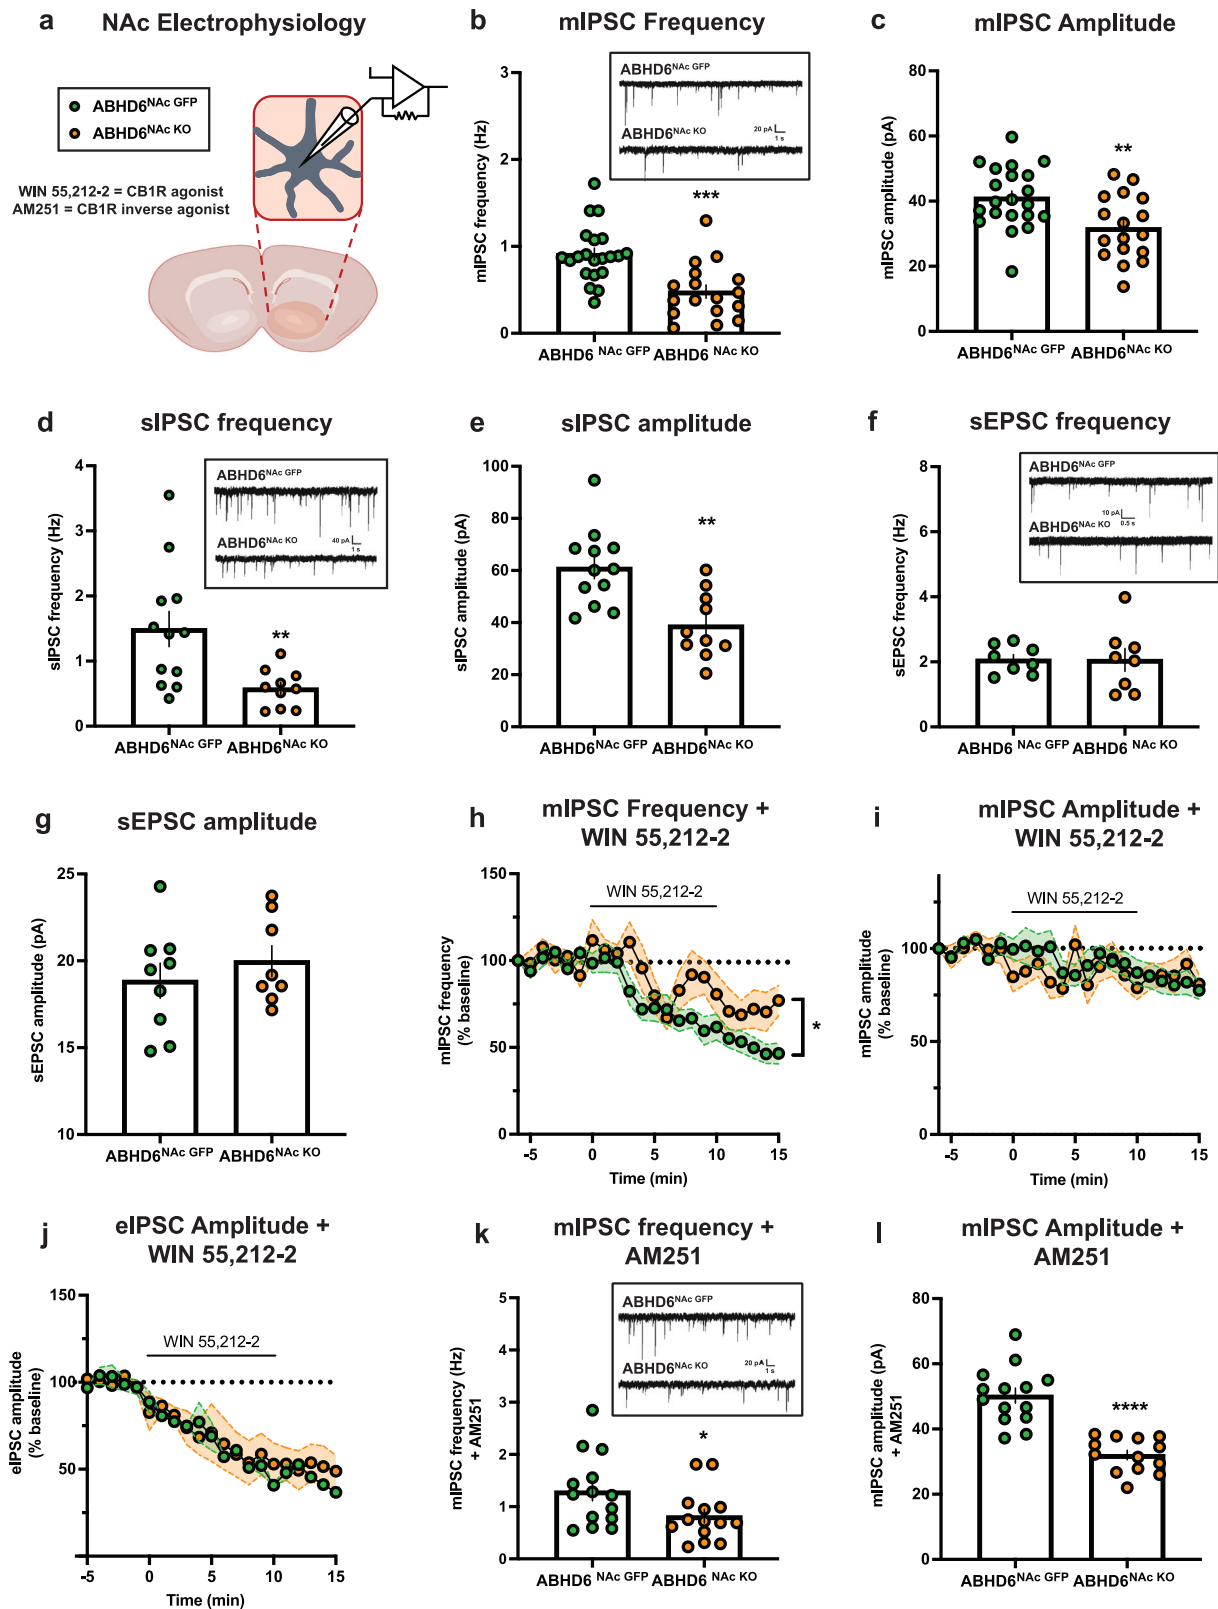 a NAc Electrophysiology
ABHD6NAc GFP
ABHD6NAc KO
WIN 55,212-2 = CB1R agonist
AM251 = CB1R inverse agonist
b mIPSC Frequency
mIPSC frequency (Hz)
3
2
1
0
ABHD6NAc GFP
ABHD6NAc KO
20 pA
1 s
***
ABHD6 NAc GFP ABHD6 NAc KO
c mIPSC Amplitude
mIPSC amplitude (pA)
80
60
40
20
0
**
ABHD6NAc GFP ABHD6NAc KO
d sIPSC frequency
sIPSC frequency (Hz)
4
3
2
1
0
ABHD6NAc GFP
ABHD6NAc KO
40 pA
1 s
**
ABHD6NAc GFP ABHD6NAc KO
e sIPSC amplitude
sIPSC amplitude (pA)
100
80
60
40
20
0
**
ABHD6NAc GFP ABHD6NAc KO
f sEPSC frequency
sEPSC frequency (Hz)
8
6
4
2
0
ABHD6NAc GFP
10 pA
0.5 s
ABHD6NAc KO
ABHD6NAc GFP ABHD6NAc KO
g sEPSC amplitude
sEPSC amplitude (pA)
25
20
15
10
ABHD6NAc GFP ABHD6NAc KO
h mIPSC Frequency +
WIN 55,212-2
mIPSC frequency
(% baseline)
150
100
50
0
WIN 55,212-2
*
-5 0 5 10 15
Time (min)
i mIPSC Amplitude +
WIN 55,212-2
mIPSC amplitude
(% baseline)
100
50
0
WIN 55,212-2
-5 0 5 10 15
Time (min)
j eIPSC Amplitude +
WIN 55,212-2
eIPSC amplitude
(% baseline)
150
100
50
0
WIN 55,212-2
-5 0 5 10 15
Time (min)
k mIPSC frequency +
AM251
mIPSC frequency (Hz)
+ AM251
5
4
3
2
1
0
ABHD6NAc GFP
ABHD6NAc KO
20 pA
1 s
*
ABHD6NAc GFP ABHD6NAc KO
l mIPSC Amplitude +
AM251
mIPSC amplitude (pA)
+ AM251
80
60
40
20
0
****
ABHD6NAc GFP ABHD6NAc KO